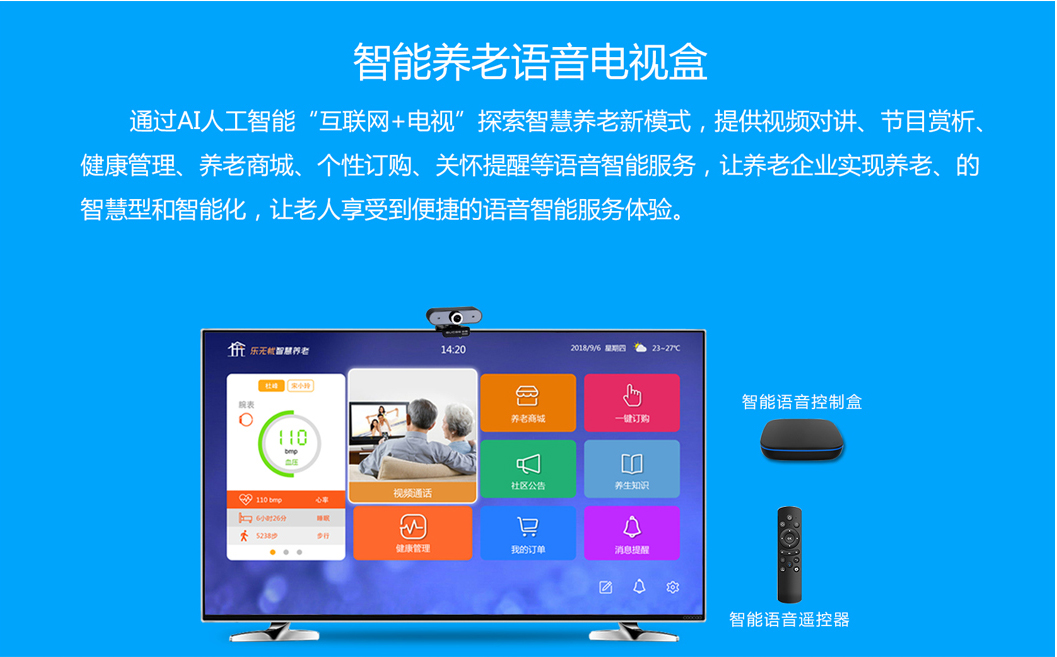 智能养老语音电视盒
通过AI人工智能“互联网+电视”探索智慧养老新模式，提供视频对讲、节目赏析、
健康管理、养老商城、个性订购、关怀提醒等语音智能服务，让养老企业实现养老、的
智慧型和智能化，让老人享受到便捷的语音智能服务体验。
乐无忧智慧养老
14:20
2018/9/6 星期四 23~27℃
杜峰 宋小玲
腕表
110
bmp
血压
110 bmp 心率
6小时26分 睡眠
5238步 步行
视频通话
健康管理
养老商城
一键订购
社区公告
养生知识
我的订单
消息提醒
智能语音控制盒
智能语音遥控器